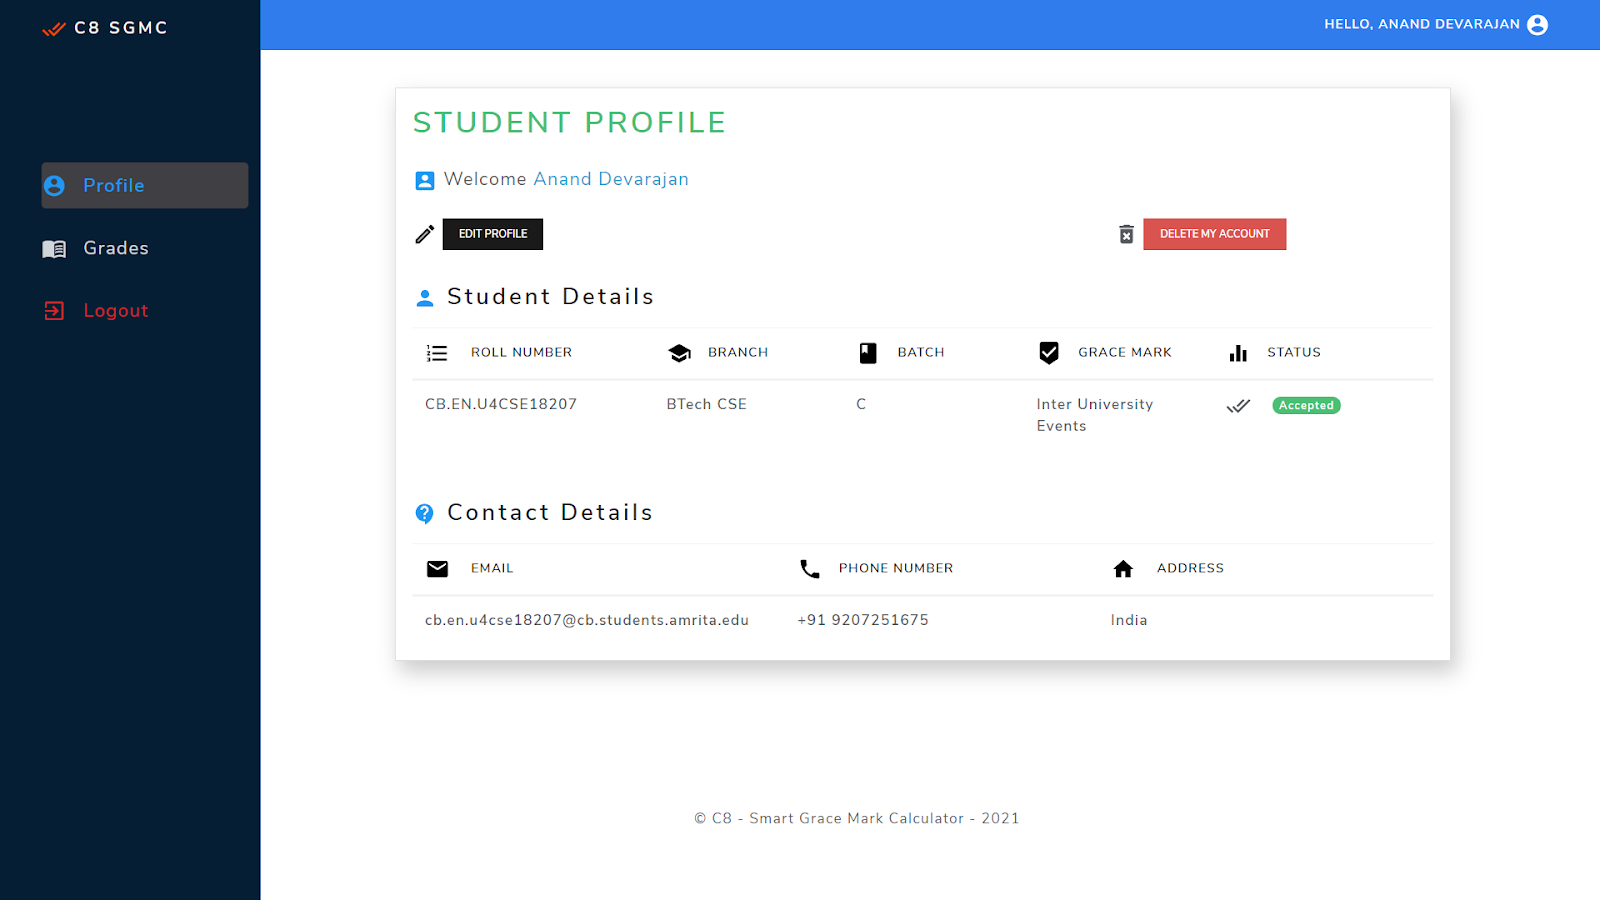 C8 SGMC
HELLO, ANAND DEVARAJAN
Profile
Grades
Logout
STUDENT PROFILE
Welcome Anand Devarajan
EDIT PROFILE
DELETE MY ACCOUNT
Student Details
ROLL NUMBER BRANCH BATCH GRACE MARK STATUS
CB.EN.U4CSE18207 BTech CSE C Inter University Accepted
Events
Contact Details
EMAIL PHONE NUMBER ADDRESS
cb.en.u4cse18207@cb.students.amrita.edu +91 9207251675 India
© C8 - Smart Grace Mark Calculator - 2021